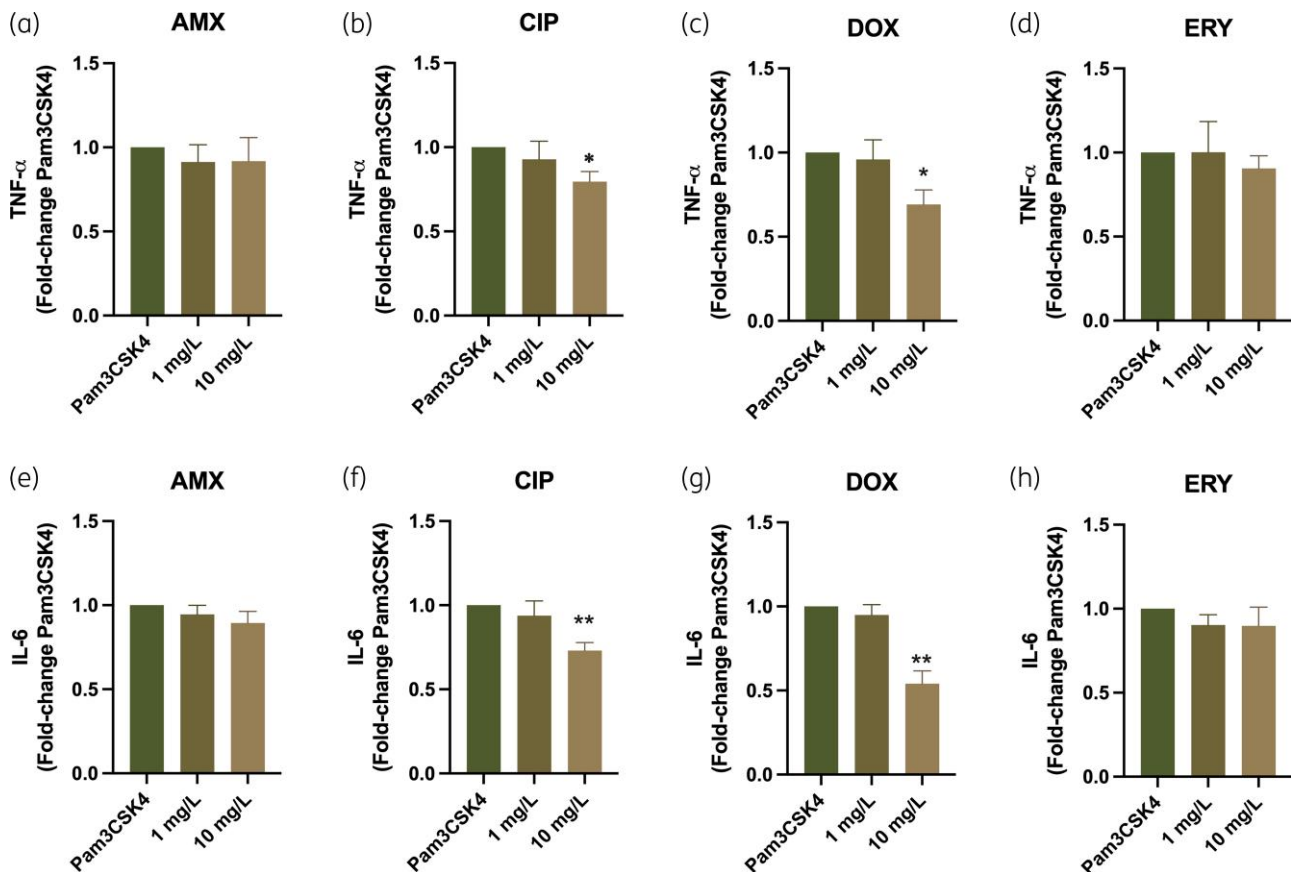 (a) AMX
TNF-α
(Fold-change Pam3CSK4)
1.5
1.0
0.5
0.0
Pam3CSK4
1 mg/L
10 mg/L
(b) CIP
TNF-α
(Fold-change Pam3CSK4)
1.5
1.0
0.5
0.0
*
Pam3CSK4
1 mg/L
10 mg/L
(c) DOX
TNF-α
(Fold-change Pam3CSK4)
1.5
1.0
0.5
0.0
*
Pam3CSK4
1 mg/L
10 mg/L
(d) ERY
TNF-α
(Fold-change Pam3CSK4)
1.5
1.0
0.5
0.0
Pam3CSK4
1 mg/L
10 mg/L
(e) AMX
IL-6
(Fold-change Pam3CSK4)
1.5
1.0
0.5
0.0
Pam3CSK4
1 mg/L
10 mg/L
(f) CIP
IL-6
(Fold-change Pam3CSK4)
1.5
1.0
0.5
0.0
**
Pam3CSK4
1 mg/L
10 mg/L
(g) DOX
IL-6
(Fold-change Pam3CSK4)
1.5
1.0
0.5
0.0
**
Pam3CSK4
1 mg/L
10 mg/L
(h) ERY
IL-6
(Fold-change Pam3CSK4)
1.5
1.0
0.5
0.0
Pam3CSK4
1 mg/L
10 mg/L